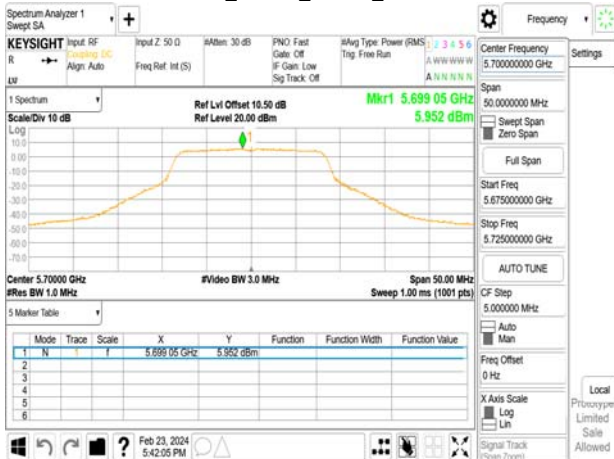 Spectrum Analyzer 1
Swept SA
+
Frequency
KEYSIGHT Input: RF
R
Coupling: DC
Align: Auto
LV
Input Z: 50 Ω
Freq Ref: Int (S)
#Atten: 30 dB
PNO: Fast
Gate: Off
IF Gain: Low
Sig Track: Off
#Avg Type: Power (RMS
Trig: Free Run
1 2 3 4 5 6
A W W W W W
A N N N N N
1 Spectrum
Scale/Div 10 dB
Ref Lvl Offset 10.50 dB
Ref Level 20.00 dBm
Mkr1 5.699 05 GHz
5.952 dBm
Log
10.0
0.00
-10.0
-20.0
-30.0
-40.0
-50.0
-60.0
-70.0
1
Center 5.70000 GHz
#Res BW 1.0 MHz
#Video BW 3.0 MHz
Span 50.00 MHz
Sweep 1.00 ms (1001 pts)
5 Marker Table
Mode Trace Scale X Y Function Function Width Function Value
1 N 1 f 5.699 05 GHz 5.952 dBm
2
3
4
5
6
Feb 23, 2024
5:42:05 PM
?
Center Frequency
5.700000000 GHz
Span
50.0000000 MHz
Swept Span
Zero Span
Full Span
Start Freq
5.675000000 GHz
Stop Freq
5.725000000 GHz
AUTO TUNE
CF Step
5.000000 MHz
Auto
Man
Freq Offset
0 Hz
X Axis Scale
Log
Lin
Signal Track
(Span Zoom)
Settings
Local
Prototype
Limited
Sale
Allowed